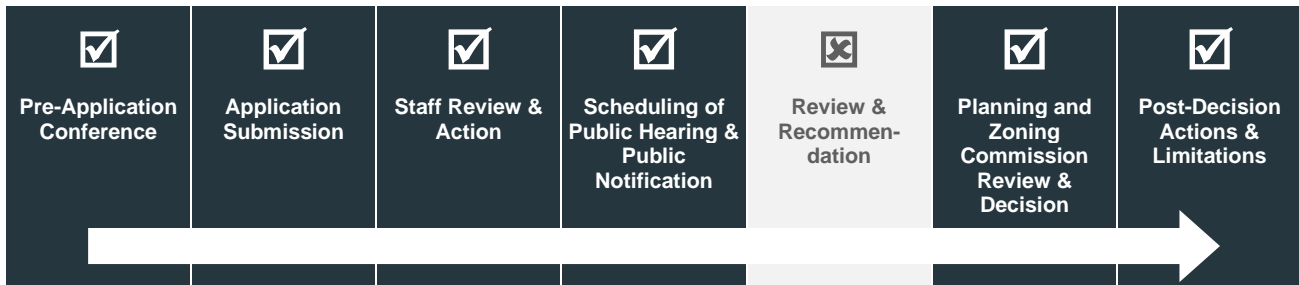 Pre-Application
Conference
Application
Submission
Staff Review &
Action
Scheduling of
Public Hearing &
Public
Notification
Review &
Recommen-
dation
Planning and
Zoning
Commission
Review &
Decision
Post-Decision
Actions &
Limitations